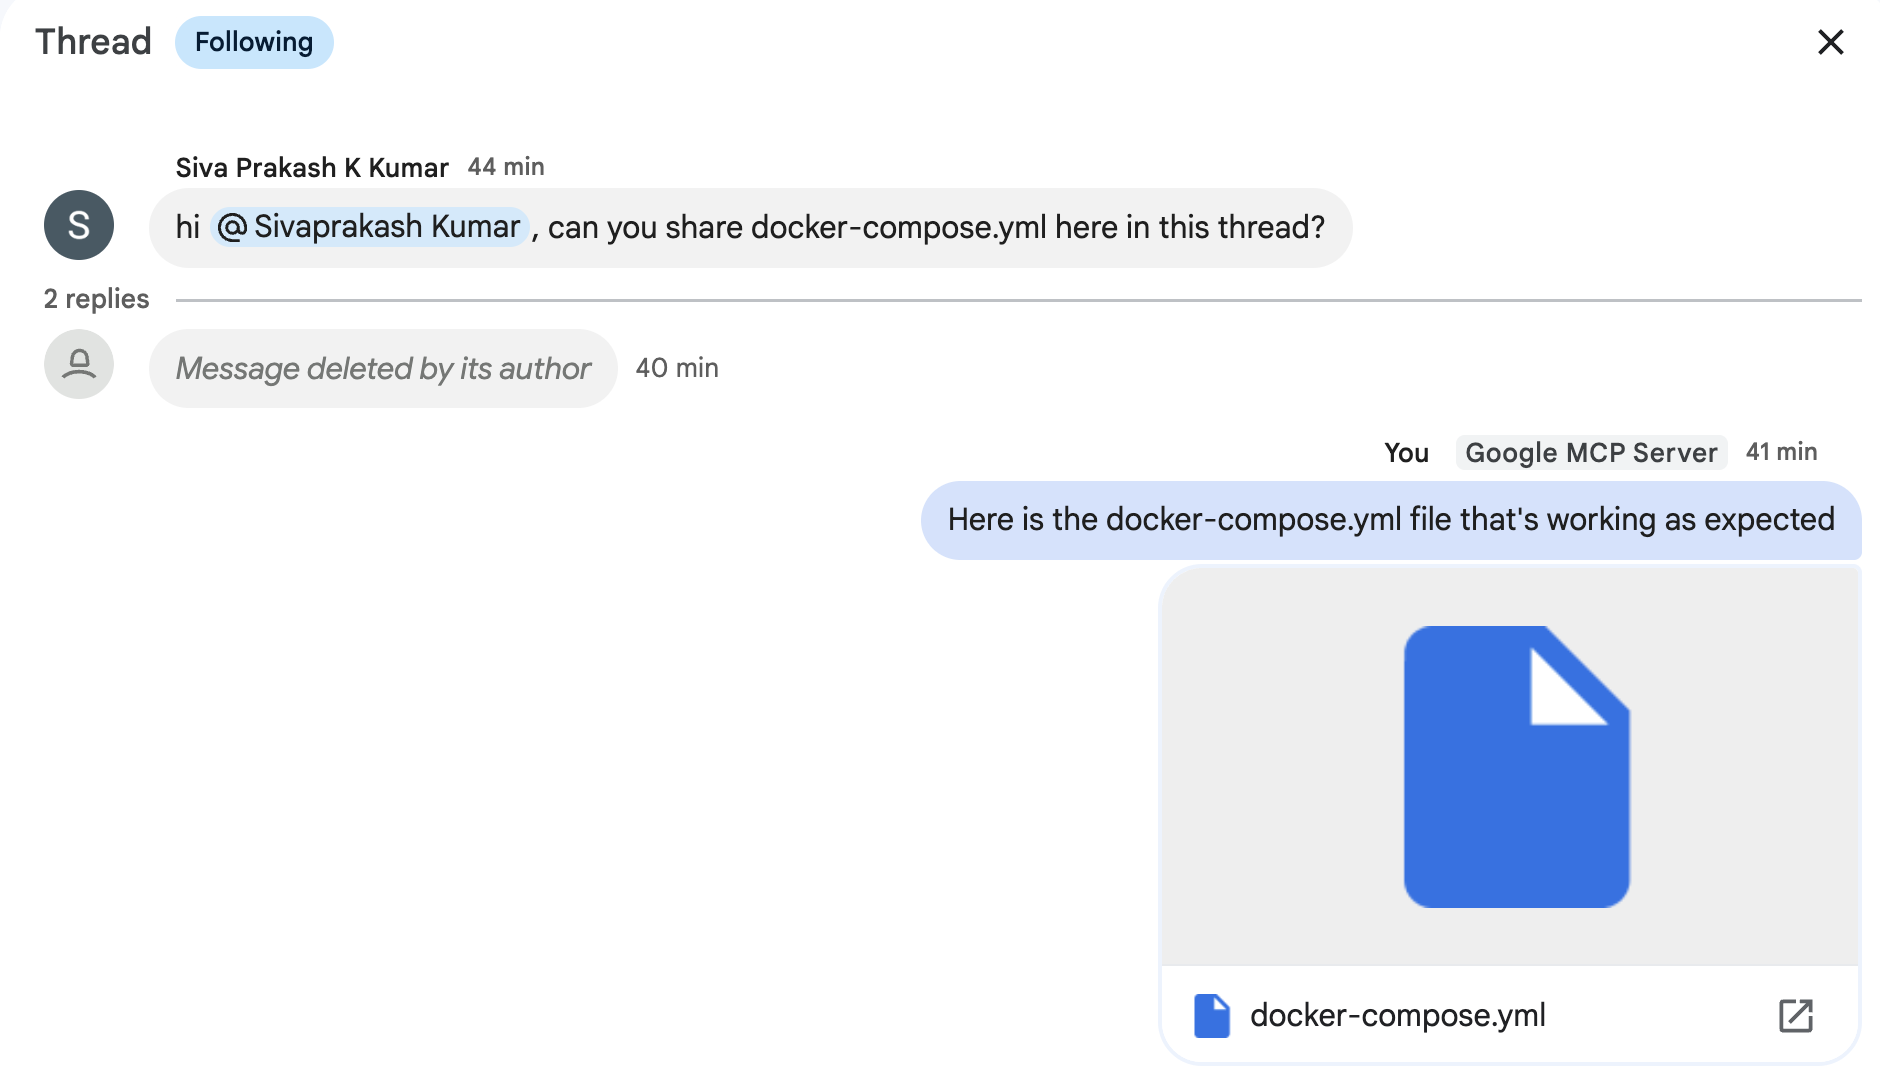 Thread Following
Siva Prakash K Kumar 44 min
S
hi @Sivaprakash Kumar, can you share docker-compose.yml here in this thread?
2 replies
Message deleted by its author 40 min
You Google MCP Server 41 min
Here is the docker-compose.yml file that's working as expected
docker-compose.yml